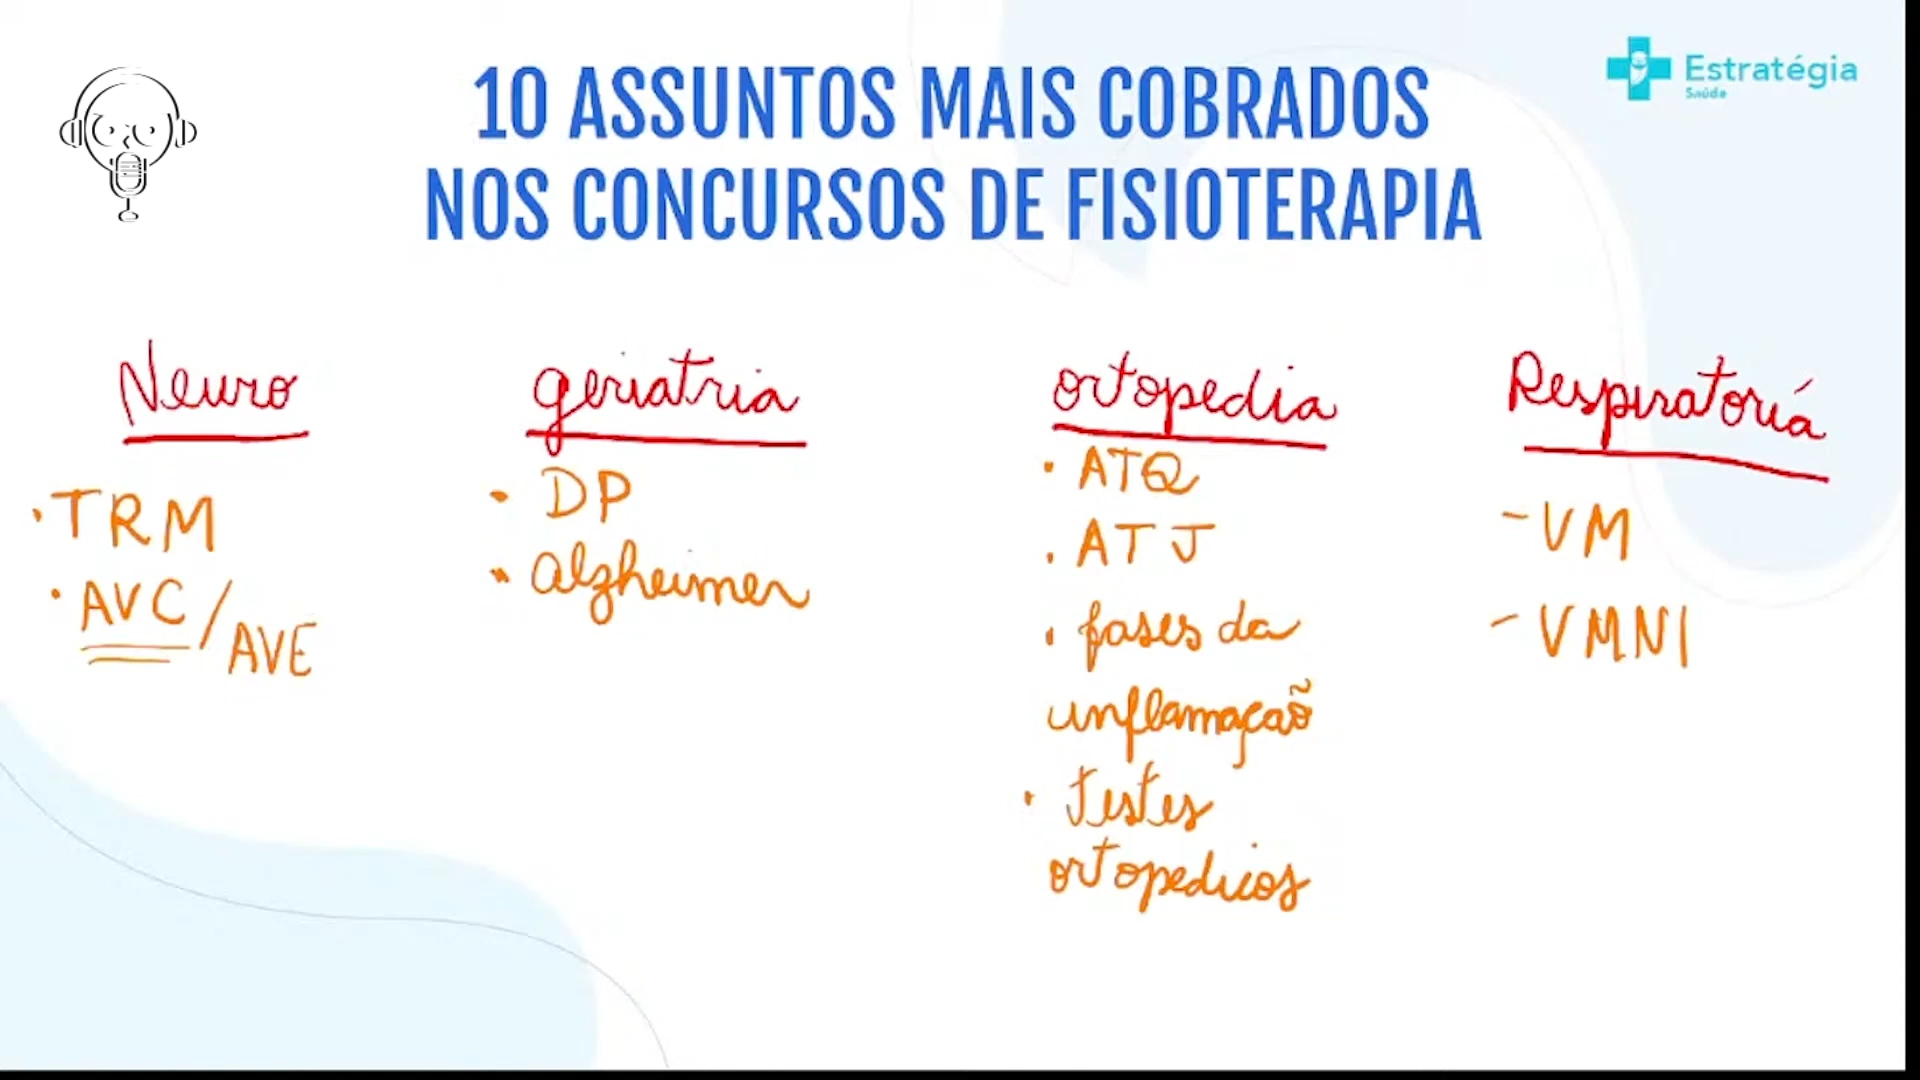 10 ASSUNTOS MAIS COBRADOS
NOS CONCURSOS DE FISIOTERAPIA
Estratégia
Saúde
Neuro
• TRM
• AVC/AVE
geriatria
• DP
• Alzheimer
ortopedia
• ATQ
• ATJ
• fases da
inflamação
• Testes
ortopedicos
Respiratória
- VM
- VMNI